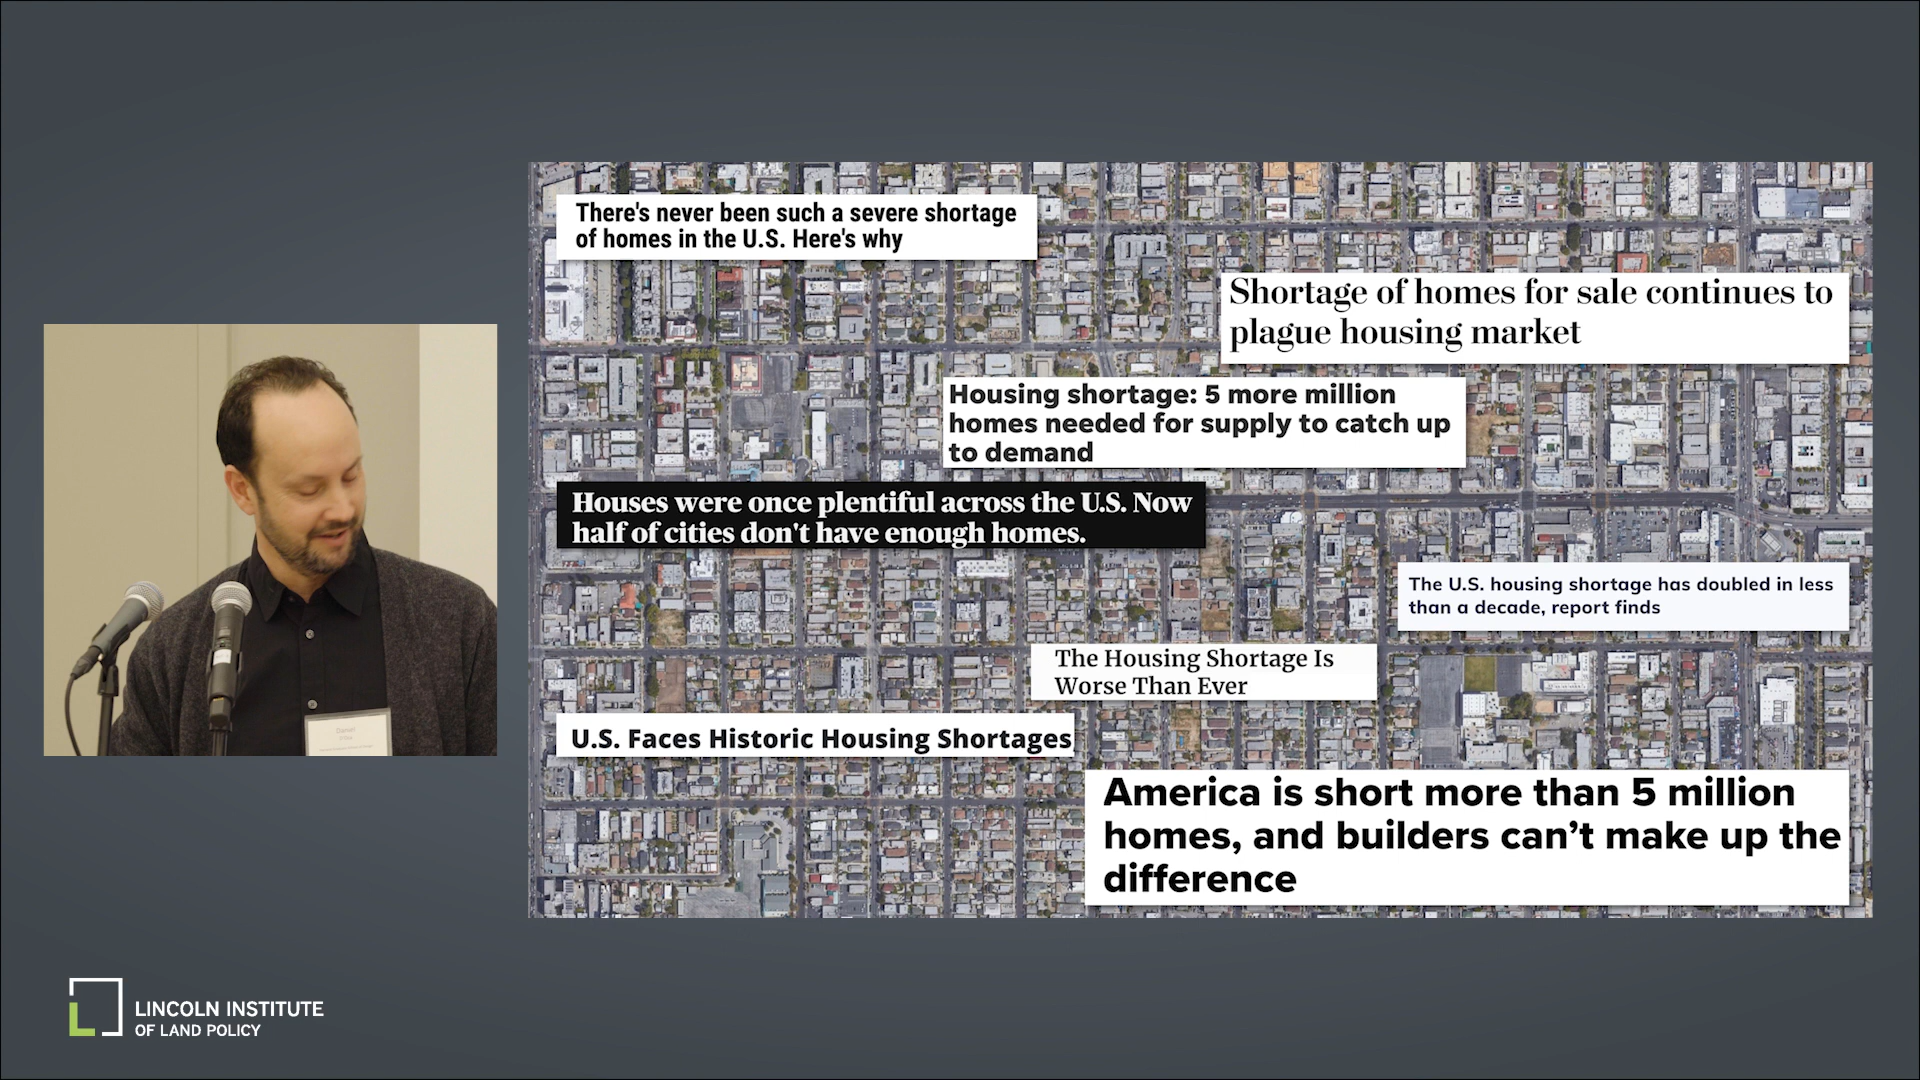 There's never been such a severe shortage
of homes in the U.S. Here's why
Shortage of homes for sale continues to
plague housing market
Housing shortage: 5 more million
homes needed for supply to catch up
to demand
Houses were once plentiful across the U.S. Now
half of cities don't have enough homes.
The U.S. housing shortage has doubled in less
than a decade, report finds
The Housing Shortage Is
Worse Than Ever
U.S. Faces Historic Housing Shortages
America is short more than 5 million
homes, and builders can’t make up the
difference
LINCOLN INSTITUTE
OF LAND POLICY